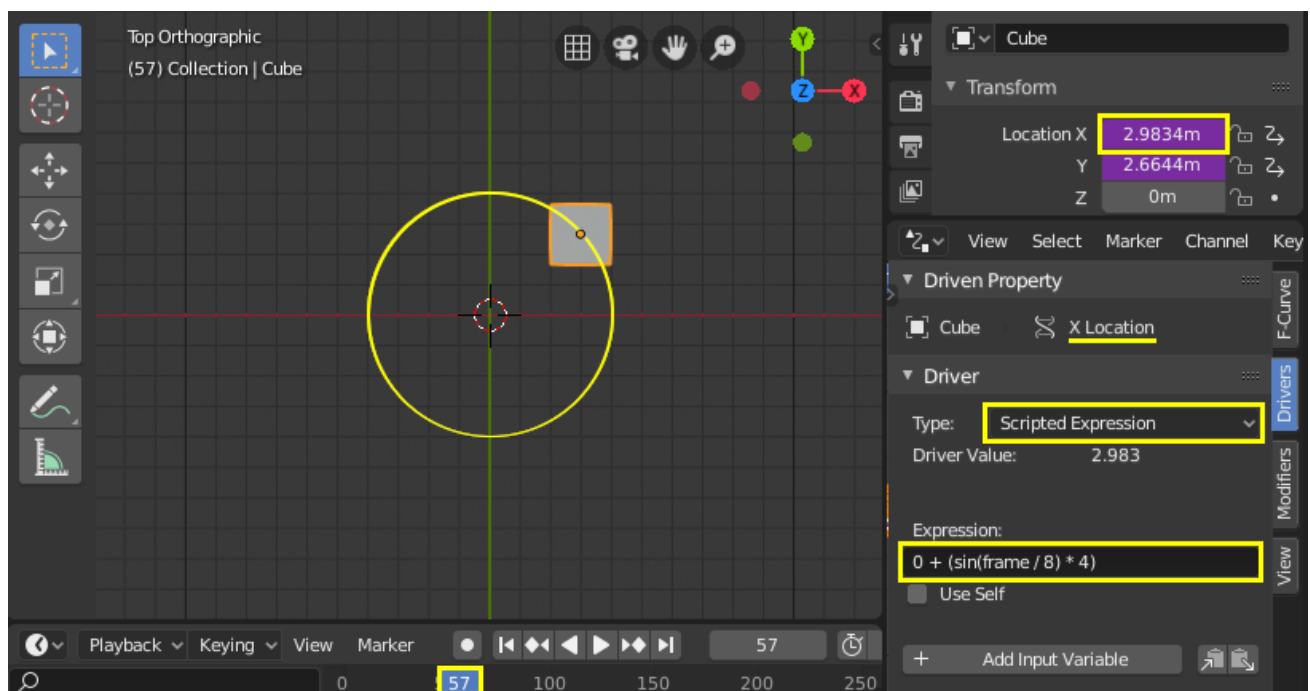 Top Orthographic
(57) Collection | Cube
Y
Z
X
Cube
Transform
Location X 2.9834m
Y 2.6644m
Z 0m
View Select Marker Channel Key
Driven Property
Cube X Location
Driver
Type: Scripted Expression
Driver Value: 2.983
Expression:
0 + (sin(frame / 8) * 4)
Use Self
+ Add Input Variable
F-Curve
Drivers
Modifiers
View
Playback Keying View Marker 57
0 57 100 150 200 250